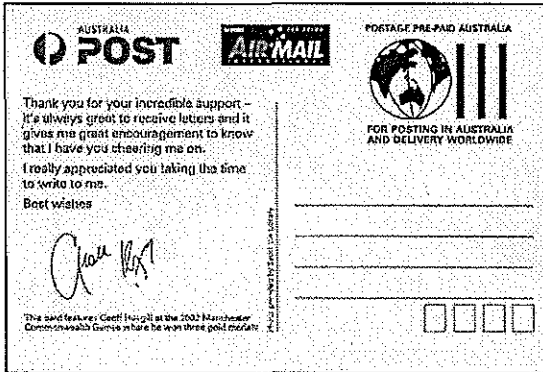 AUSTRALIA
POST
AIR MAIL
POSTAGE PRE-PAID AUSTRALIA
FOR POSTING IN AUSTRALIA
AND DELIVERY WORLDWIDE
Thank you for your incredible support –
it's always great to receive letters and it
gives me great encouragement to know
that I have you cheering me on.
I really appreciated you taking the time
to write to me.
Best wishes
This card features Geoff Huegill at the 2002 Manchester
Commonwealth Games where he won three gold medals